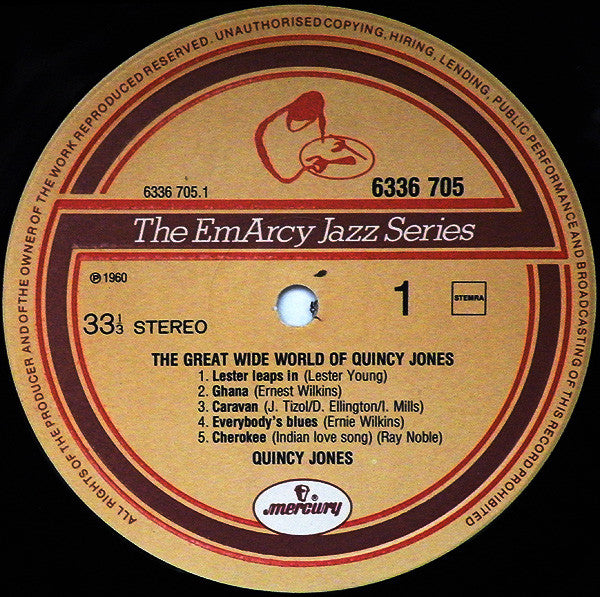 ALL RIGHTS OF THE PRODUCER AND OF THE OWNER OF THE WORK REPRODUCED RESERVED. UNAUTHORISED COPYING, HIRING, LENDING, PUBLIC PERFORMANCE AND BROADCASTING OF THIS RECORD PROHIBITED
6336 705.1
6336 705
The EmArcy Jazz Series
℗ 1960
1
STEMRA
33⅓ STEREO
THE GREAT WIDE WORLD OF QUINCY JONES
1. Lester leaps in (Lester Young)
2. Ghana (Ernest Wilkins)
3. Caravan (J. Tizol/D. Ellington/I. Mills)
4. Everybody's blues (Ernie Wilkins)
5. Cherokee (Indian love song) (Ray Noble)
QUINCY JONES
®
mercury